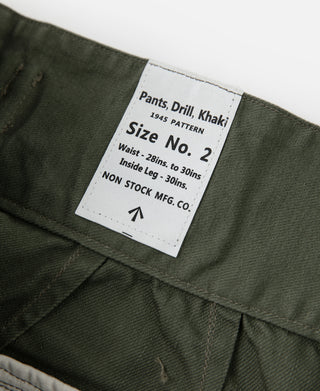 Pants, Drill, Khaki
1945 PATTERN
Size No. 2
Waist - 28ins. to 30ins
Inside Leg - 30ins.
NON STOCK MFG. CO.